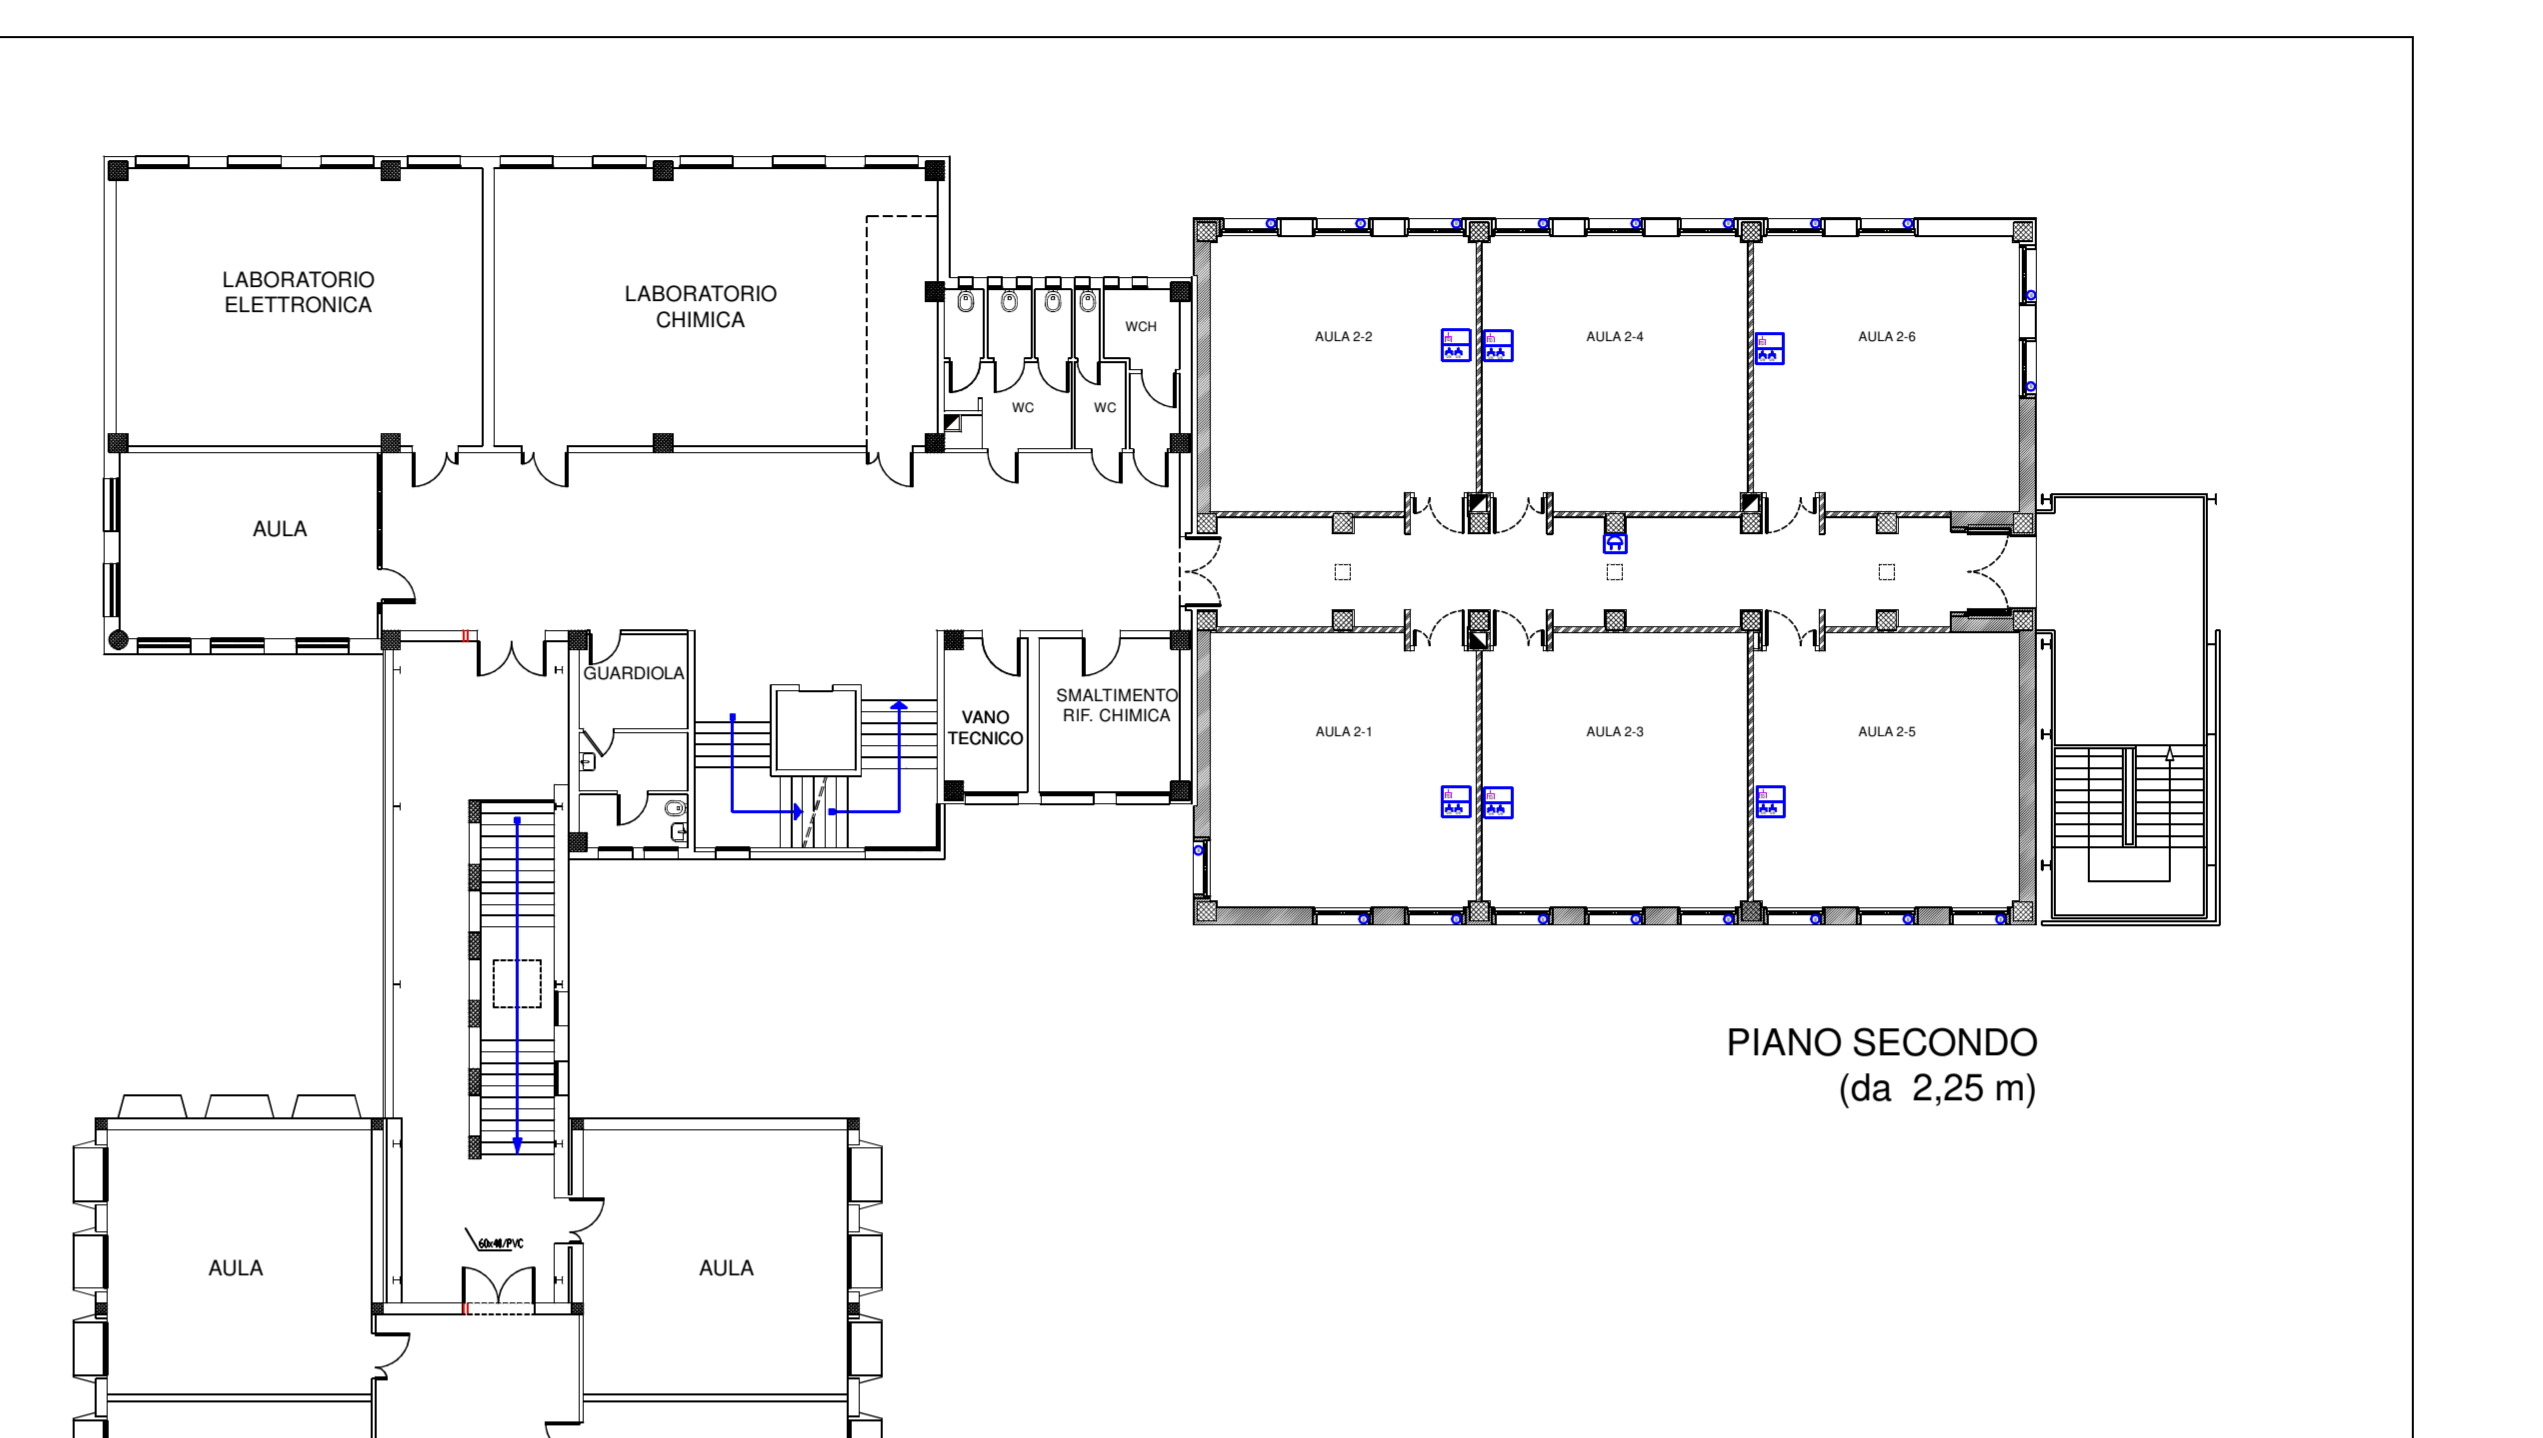 LABORATORIO
ELETTRONICA
LABORATORIO
CHIMICA
WCH
WC
WC
AULA 2-2
AULA 2-4
AULA 2-6
AULA
GUARDIOLA
VANO
TECNICO
SMALTIMENTO
RIF. CHIMICA
AULA 2-1
AULA 2-3
AULA 2-5
PIANO SECONDO
(da 2,25 m)
AULA
AULA